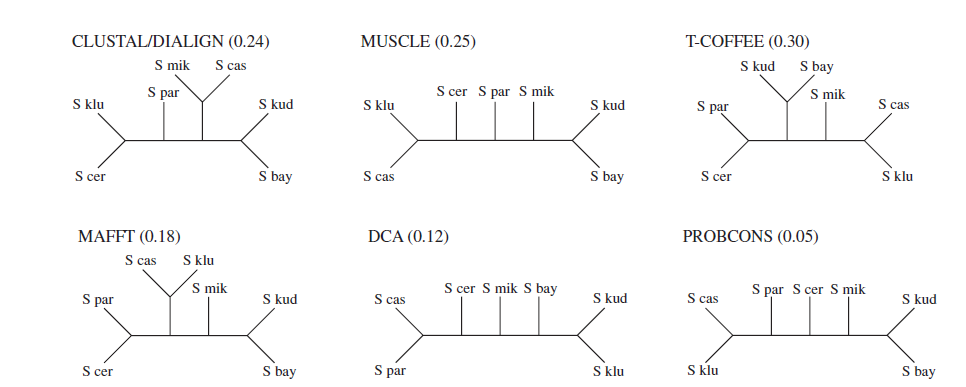 CLUSTAL/DIALIGN (0.24)
S mik S cas
S par
S klu
S kud
S cer
S bay
MUSCLE (0.25)
S cer S par S mik
S klu
S kud
S cas
S bay
T-COFFEE (0.30)
S kud S bay
S mik
S par
S cas
S cer
S klu
MAFFT (0.18)
S cas S klu
S mik
S par
S kud
S cer
S bay
DCA (0.12)
S cer S mik S bay
S cas
S kud
S par
S klu
PROBCONS (0.05)
S par S cer S mik
S cas
S kud
S klu
S bay